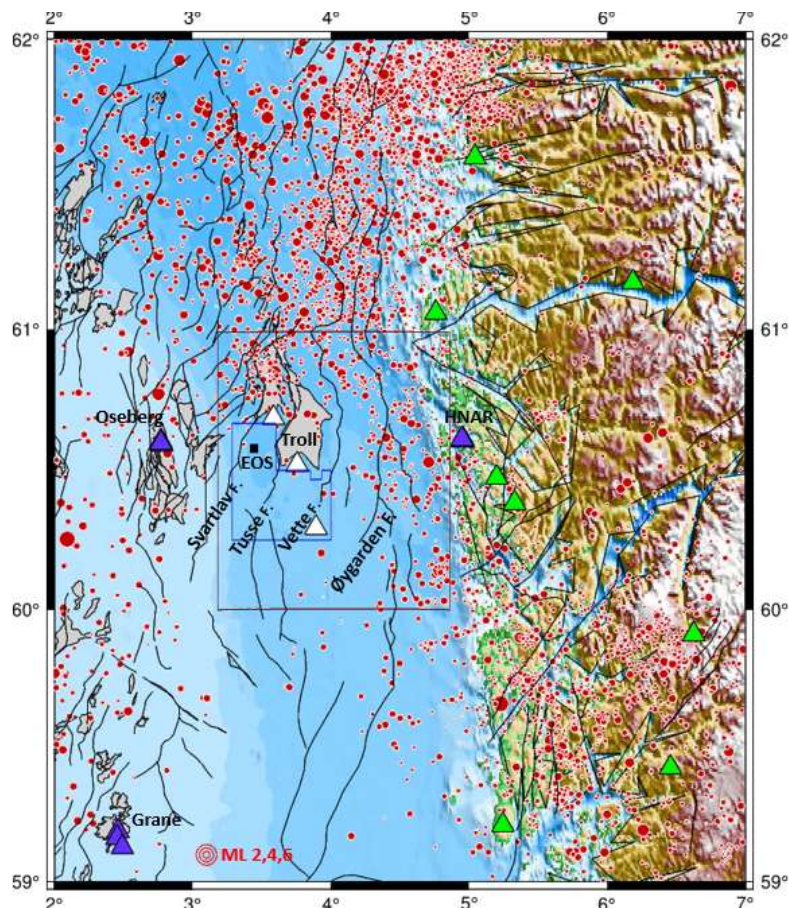 2° 3° 4° 5° 6° 7°
62° 62°
61° 61°
Oseberg HNAR
Troll
EOS
Svartlav F.
Tusse F.
Vette F.
Øygarden F.
60° 60°
Grane
ML 2,4,6
59° 59°
2° 3° 4° 5° 6° 7°